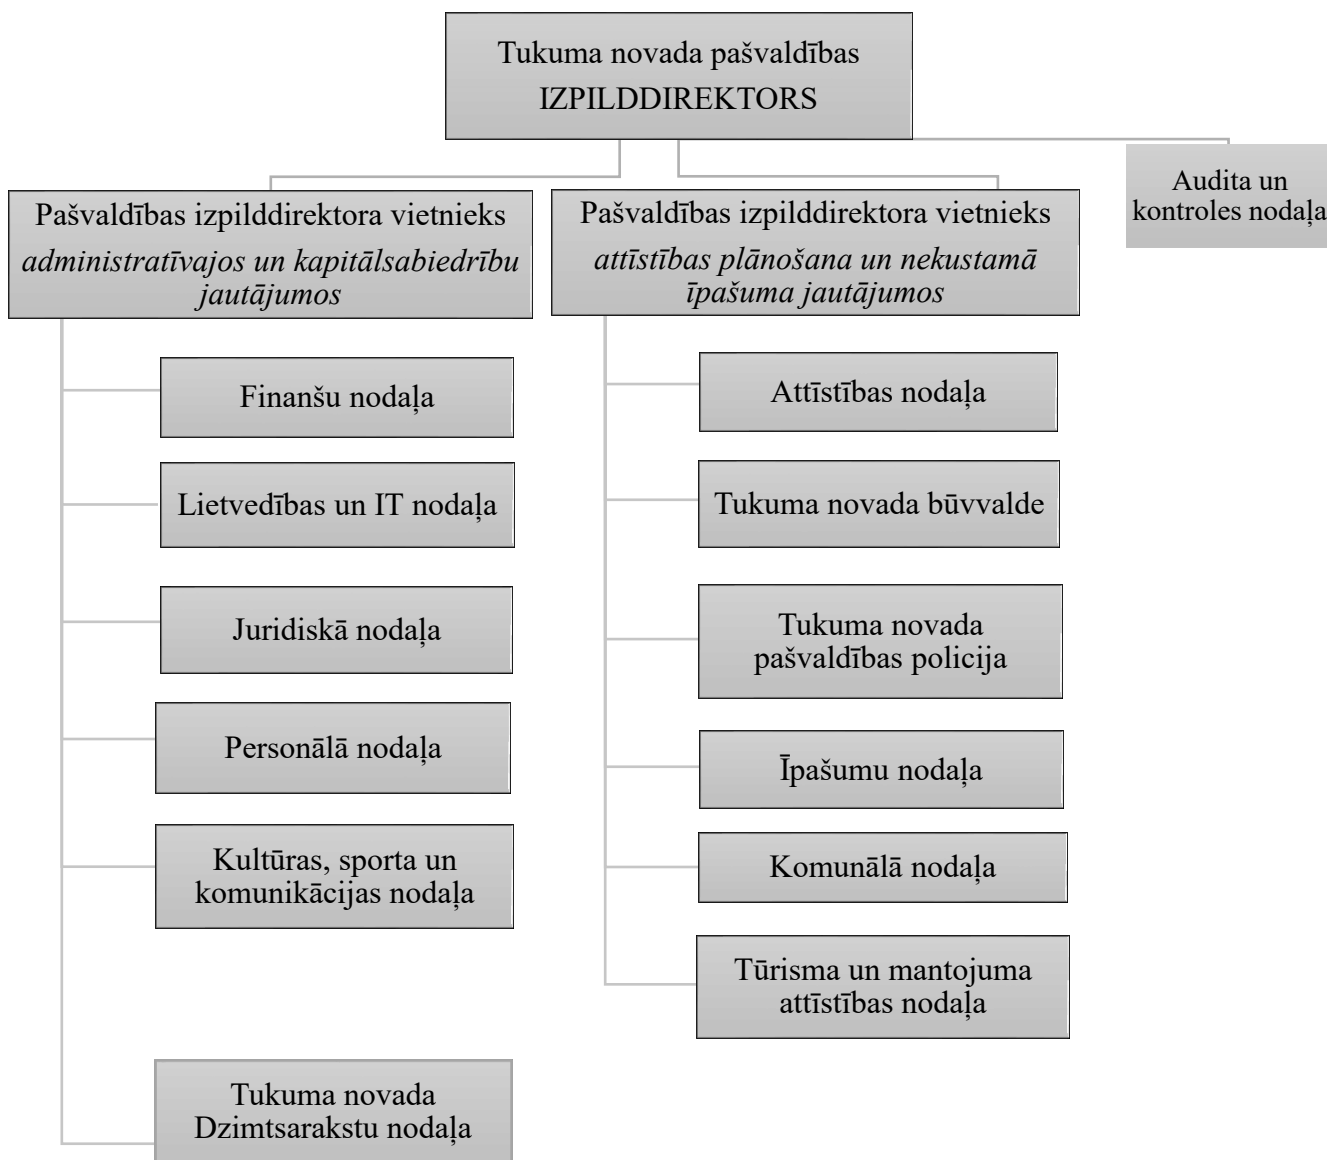 Tukuma novada pašvaldības
IZPILDDIREKTORS
Audita un
kontroles nodaļa
Pašvaldības izpilddirektora vietnieks
administratīvajos un kapitālsabiedrību
jautājumos
Finanšu nodaļa
Lietvedības un IT nodaļa
Juridiskā nodaļa
Personālā nodaļa
Kultūras, sporta un
komunikācijas nodaļa
Tukuma novada
Dzimtsarakstu nodaļa
Pašvaldības izpilddirektora vietnieks
attīstības plānošana un nekustamā
īpašuma jautājumos
Attīstības nodaļa
Tukuma novada būvvalde
Tukuma novada
pašvaldības policija
Īpašumu nodaļa
Komunālā nodaļa
Tūrisma un mantojuma
attīstības nodaļa